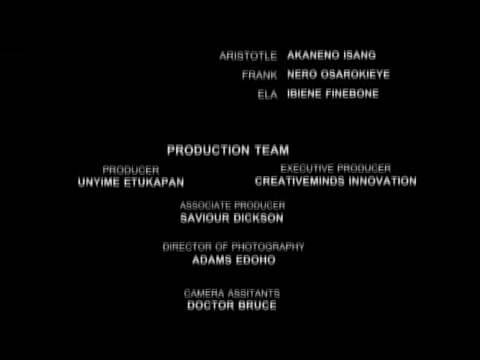 ARISTOTLE AKANENO ISANG
FRANK NERO OSAROKIEYE
ELA IBIENE FINEBONE
PRODUCTION TEAM
PRODUCER
UNYIME ETUKAPAN
EXECUTIVE PRODUCER
CREATIVEMINDS INNOVATION
ASSOCIATE PRODUCER
SAVIOUR DICKSON
DIRECTOR OF PHOTOGRAPHY
ADAMS EDOHO
CAMERA ASSITANTS
DOCTOR BRUCE